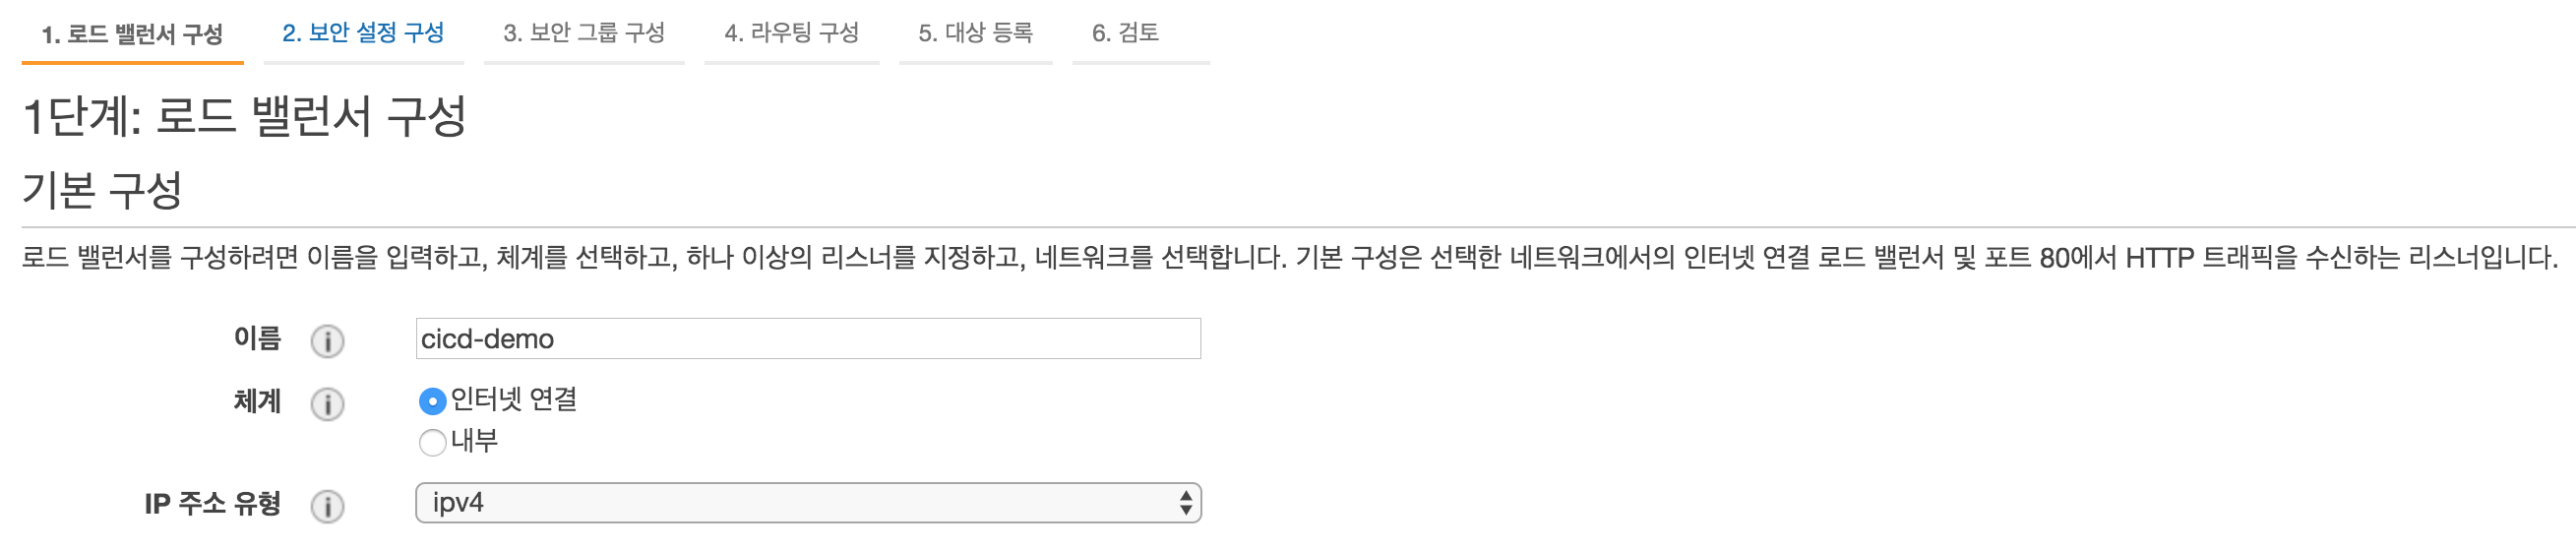 1. 로드 밸런서 구성 2. 보안 설정 구성 3. 보안 그룹 구성 4. 라우팅 구성 5. 대상 등록 6. 검토
1단계: 로드 밸런서 구성
기본 구성
로드 밸런서를 구성하려면 이름을 입력하고, 체계를 선택하고, 하나 이상의 리스너를 지정하고, 네트워크를 선택합니다. 기본 구성은 선택한 네트워크에서의 인터넷 연결 로드 밸런서 및 포트 80에서 HTTP 트래픽을 수신하는 리스너입니다.
이름 i cicd-demo
체계 i 인터넷 연결
내부
IP 주소 유형 i ipv4